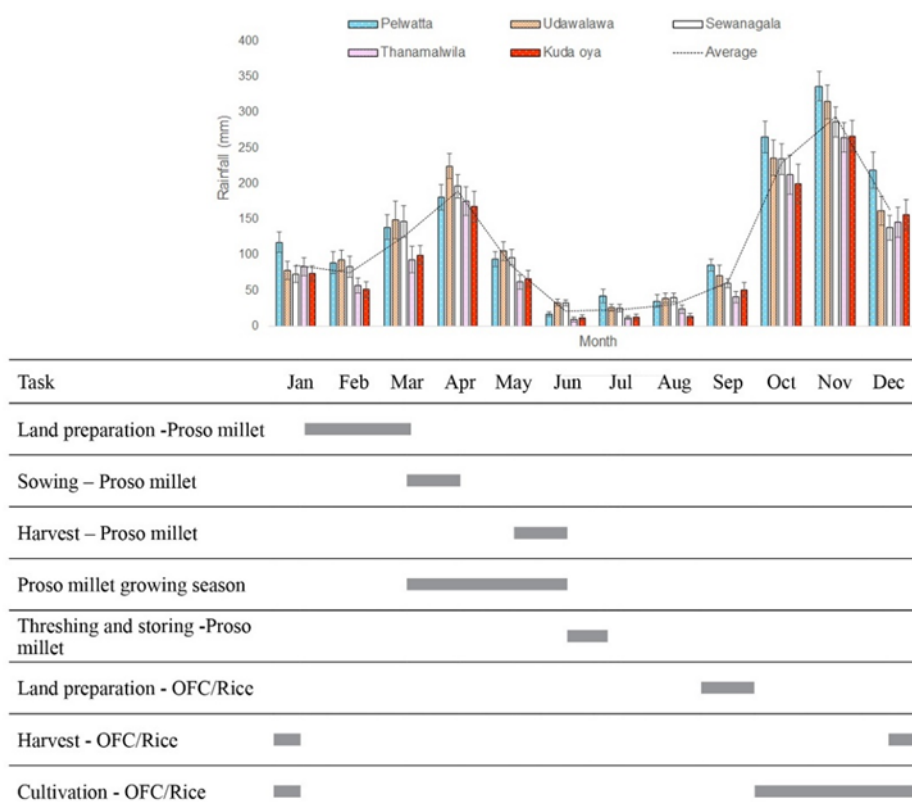 Pelwatta Udawalawa Sewanagala
Thanamalwila Kuda oya Average
400
350
300
250
200
150
100
50
0
Rainfall (mm)
Month
Task Jan Feb Mar Apr May Jun Jul Aug Sep Oct Nov Dec
Land preparation -Proso millet
Sowing – Proso millet
Harvest – Proso millet
Proso millet growing season
Threshing and storing -Proso
millet
Land preparation - OFC/Rice
Harvest - OFC/Rice
Cultivation - OFC/Rice